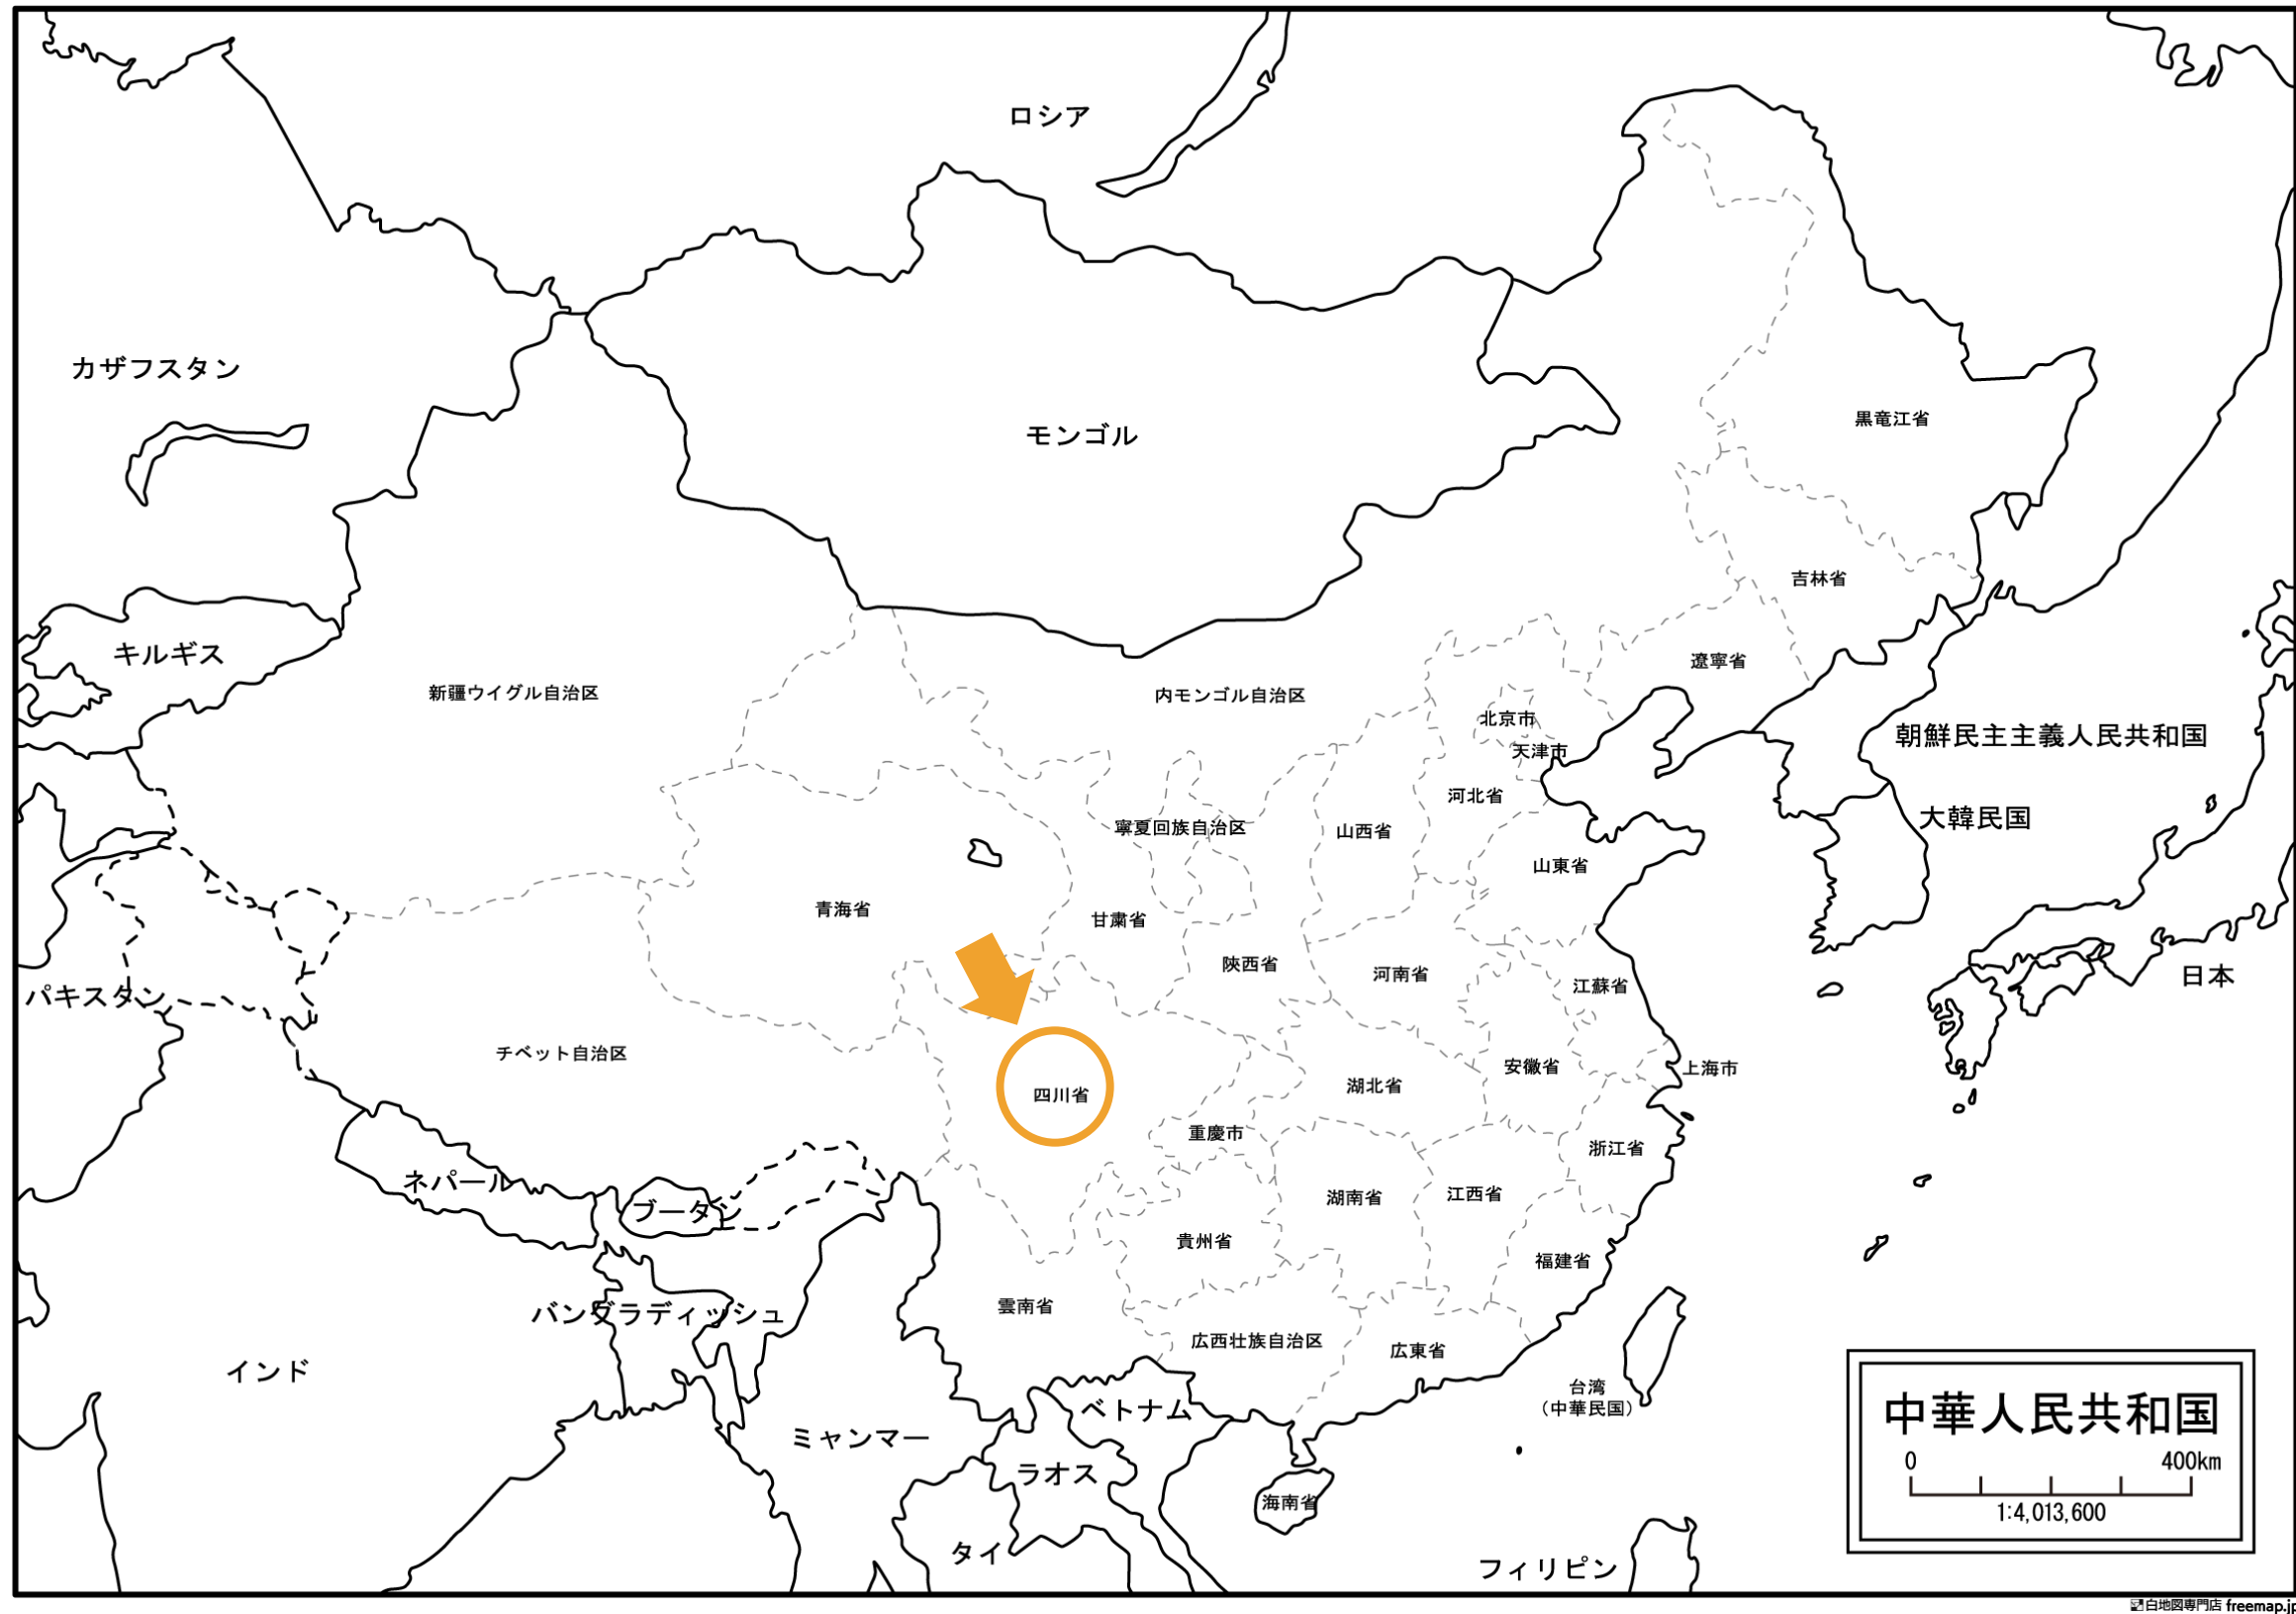 ロシア
カザフスタン
モンゴル
黒竜江省
吉林省
キルギス
遼寧省
新疆ウイグル自治区
内モンゴル自治区
北京市
朝鮮民主主義人民共和国
天津市
河北省
大韓民国
寧夏回族自治区
山西省
山東省
青海省
甘粛省
陝西省
河南省
日本
江蘇省
パキスタン
チベット自治区
安徽省
上海市
湖北省
四川省
重慶市
浙江省
ネパール
江西省
湖南省
ブータン
貴州省
福建省
雲南省
バングラディッシュ
広西壮族自治区
広東省
インド
台湾
(中華民国)
ベトナム
中華人民共和国
ミャンマー
0 400km
ラオス
海南省
1:4,013,600
タイ
フィリピン
白地図専門店 freemap.jp